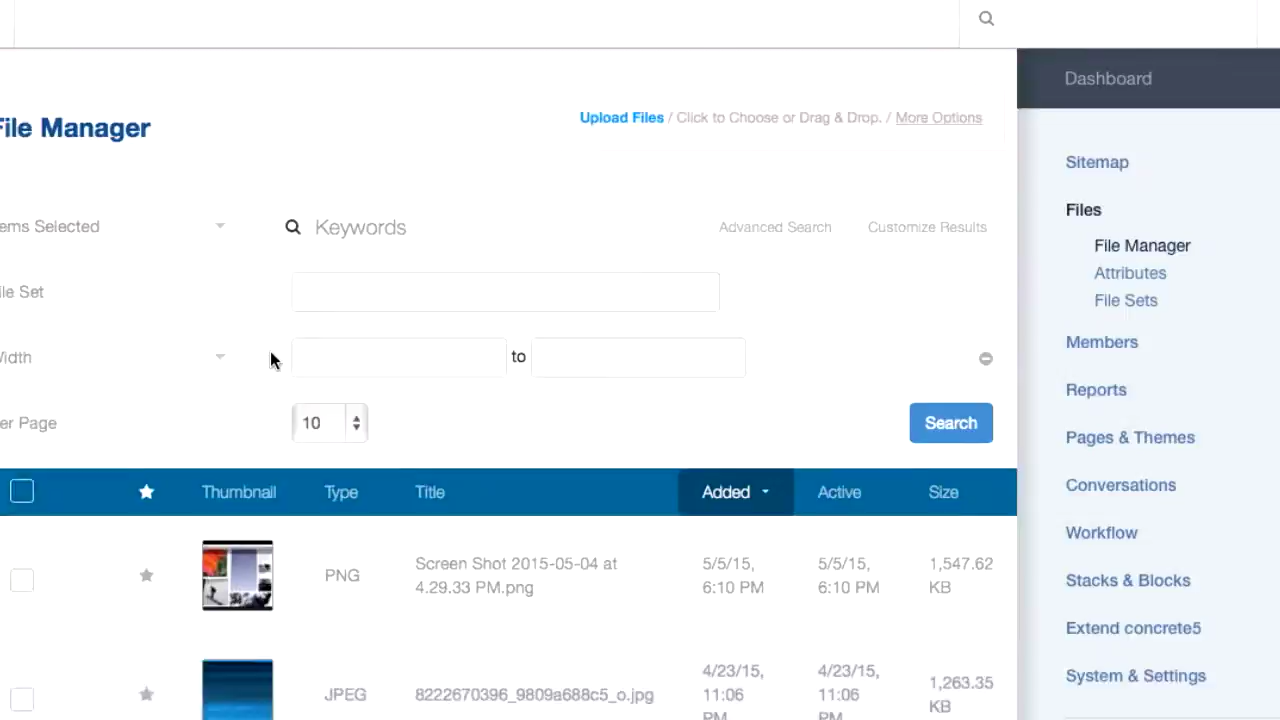 Dashboard
File Manager
Upload Files / Click to Choose or Drag & Drop. / More Options
Sitemap
ems Selected
Keywords
Advanced Search
Customize Results
Files
File Manager
Attributes
File Sets
ile Set
Width
to
Members
Reports
er Page
10
Search
Pages & Themes
Conversations
Thumbnail
Type
Title
Added
Active
Size
Workflow
PNG
Screen Shot 2015-05-04 at
4.29.33 PM.png
5/5/15,
6:10 PM
5/5/15,
6:10 PM
1,547.62
KB
Stacks & Blocks
Extend concrete5
System & Settings
JPEG
8222670396_9809a688c5_o.jpg
4/23/15,
11:06
PM
4/23/15,
11:06
PM
1,263.35
KB